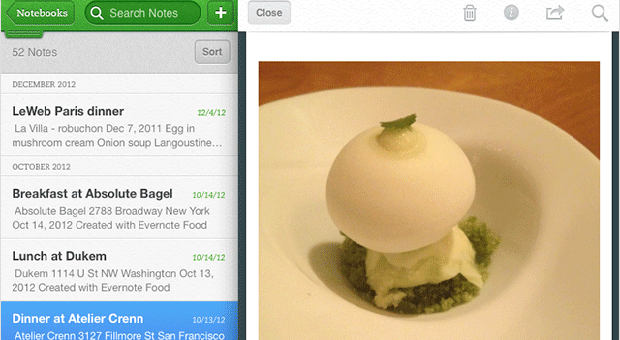 Notebooks
Search Notes
+
Close
52 Notes
Sort
DECEMBER 2012
LeWeb Paris dinner 12/4/12
La Villa - robuchon Dec 7, 2011 Egg in
mushrcom cream Onion soup Langoustine...
OCTOBER 2012
Breakfast at Absolute Bagel 10/14/12
Absolute Bagel 2783 Broadway New York
Oct 14, 2012 Created with Evernote Food
Lunch at Dukem 10/14/12
Dukem 1114 U St NW Washington Oct 13,
2012 Created with Evernote Food
Dinner at Atelier Crenn 10/13/12
Atelier Crenn 3127 Fillmore St San Francisco